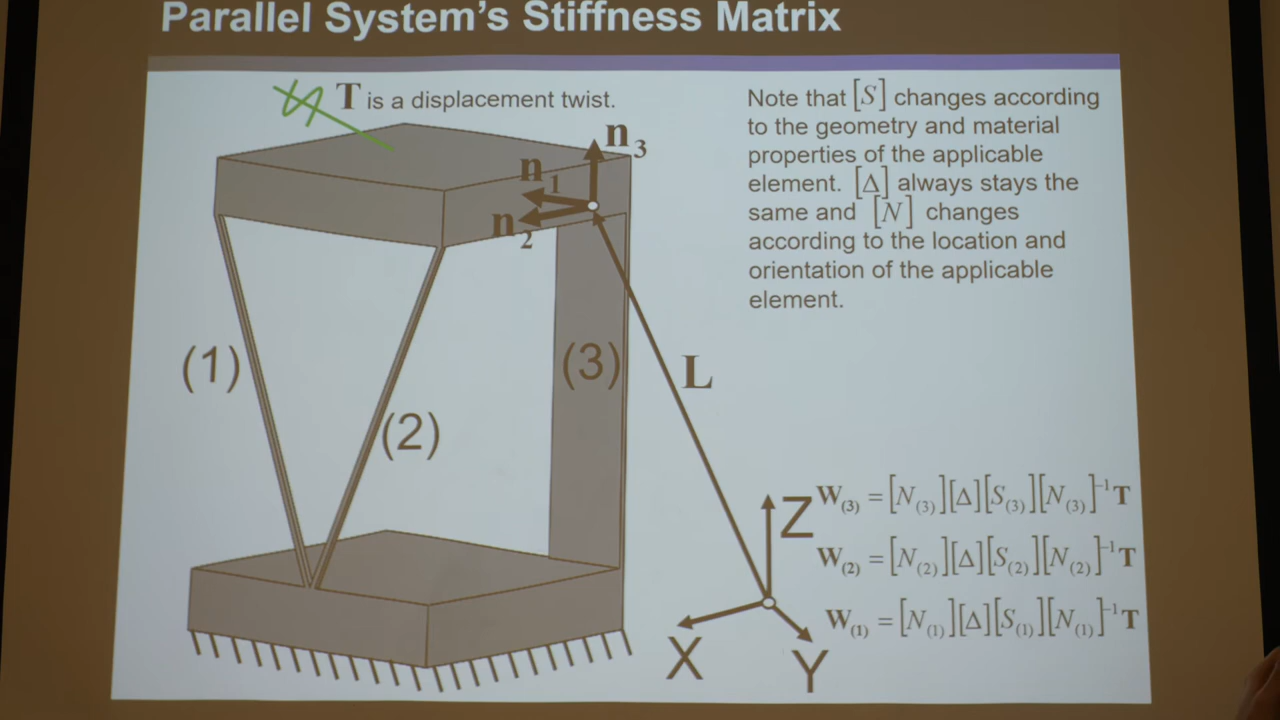 Parallel System's Stiffness Matrix
T is a displacement twist.
Note that [S] changes according
to the geometry and material
properties of the applicable
element. [Δ] always stays the
same and [N] changes
according to the location and
orientation of the applicable
element.
n₃
n₁
n₂
(1)
(2)
(3)
L
Z
X
Y
W₍₃₎ = [N₍₃₎][Δ][S₍₃₎][N₍₃₎]⁻¹T
W₍₂₎ = [N₍₂₎][Δ][S₍₂₎][N₍₂₎]⁻¹T
W₍₁₎ = [N₍₁₎][Δ][S₍₁₎][N₍₁₎]⁻¹T